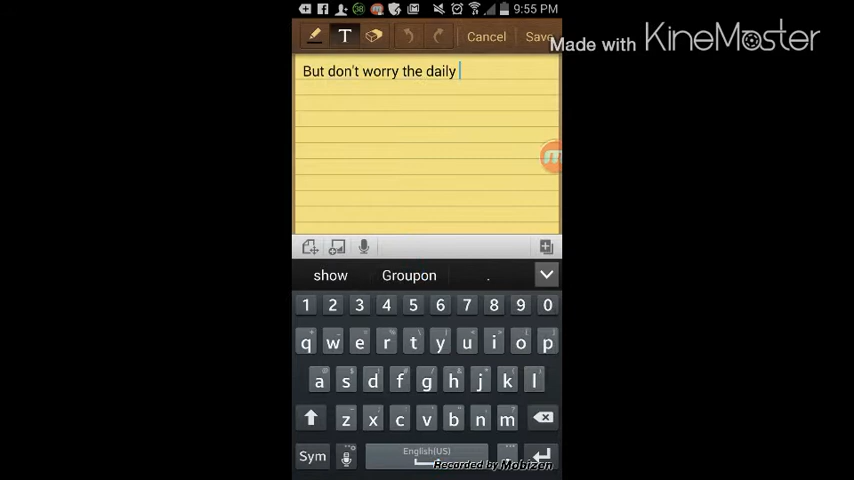 38 9:55 PM
T Cancel Save
Made with KineMaster
But don't worry the daily
show Groupon .
1 2 3 4 5 6 7 8 9 0
q w e r t y u i o p
a s d f g h j k l
z x c v b n m
Sym English(US)
Recorded by Mobizen